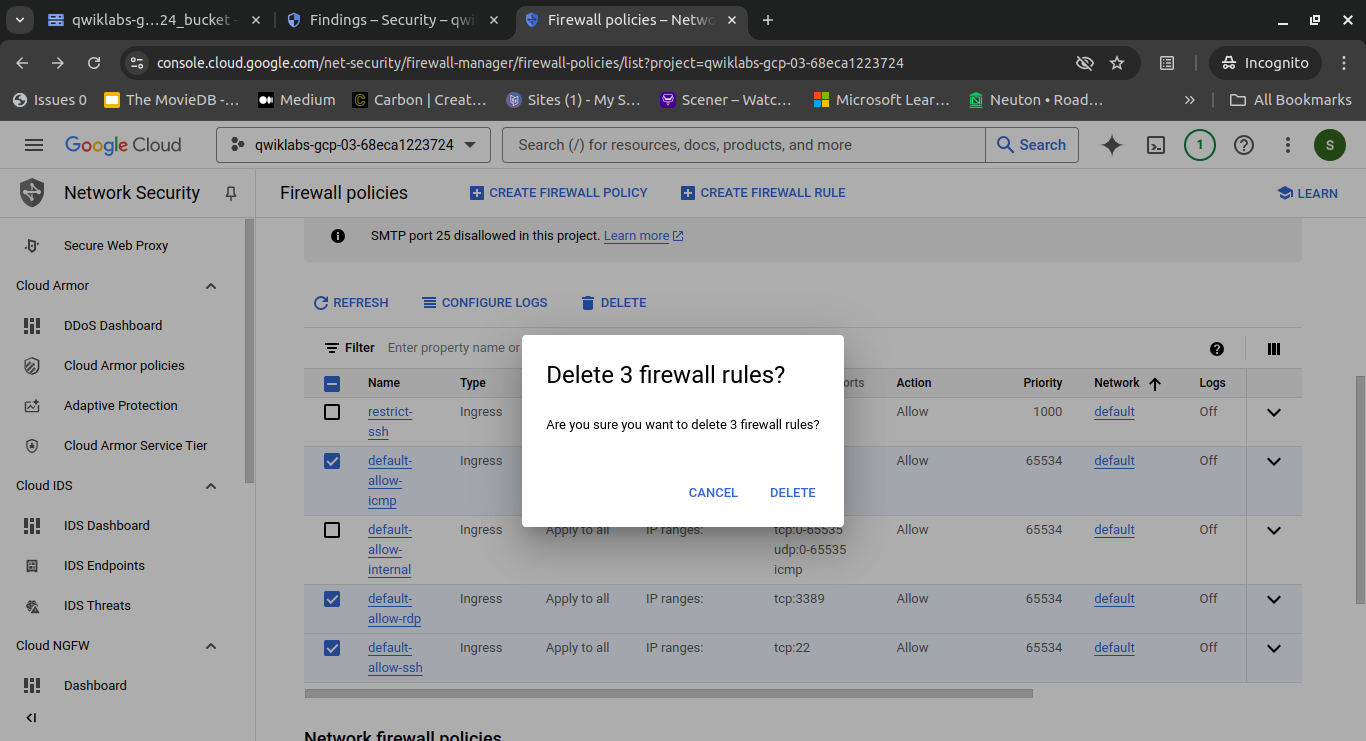 qwiklabs-g…24_bucket –
Findings – Security – qwi
Firewall policies – Netwo
console.cloud.google.com/net-security/firewall-manager/firewall-policies/list?project=qwiklabs-gcp-03-68eca1223724
Incognito
Issues 0
The MovieDB -…
Medium
Carbon | Creat…
Sites (1) - My S…
Scener – Watc…
Microsoft Lear…
Neuton • Road…
»
All Bookmarks
Google Cloud
qwiklabs-gcp-03-68eca1223724
Search (/) for resources, docs, products, and more
Search
1
S
Network Security
Firewall policies
CREATE FIREWALL POLICY
CREATE FIREWALL RULE
LEARN
Secure Web Proxy
Cloud Armor
DDoS Dashboard
Cloud Armor policies
Adaptive Protection
Cloud Armor Service Tier
Cloud IDS
IDS Dashboard
IDS Endpoints
IDS Threats
Cloud NGFW
Dashboard
SMTP port 25 disallowed in this project. Learn more
REFRESH
CONFIGURE LOGS
DELETE
Filter
Enter property name or
Name Type orts Action Priority Network Logs
restrict-
ssh
Ingress Allow 1000 default Off
default-
allow-
icmp
Ingress Allow 65534 default Off
default-
allow-
internal
Ingress Apply to all IP ranges: tcp:0-65535
udp:0-65535
icmp
Allow 65534 default Off
default-
allow-rdp
Ingress Apply to all IP ranges: tcp:3389 Allow 65534 default Off
default-
allow-ssh
Ingress Apply to all IP ranges: tcp:22 Allow 65534 default Off
Delete 3 firewall rules?
Are you sure you want to delete 3 firewall rules?
CANCEL
DELETE
Network firewall policies